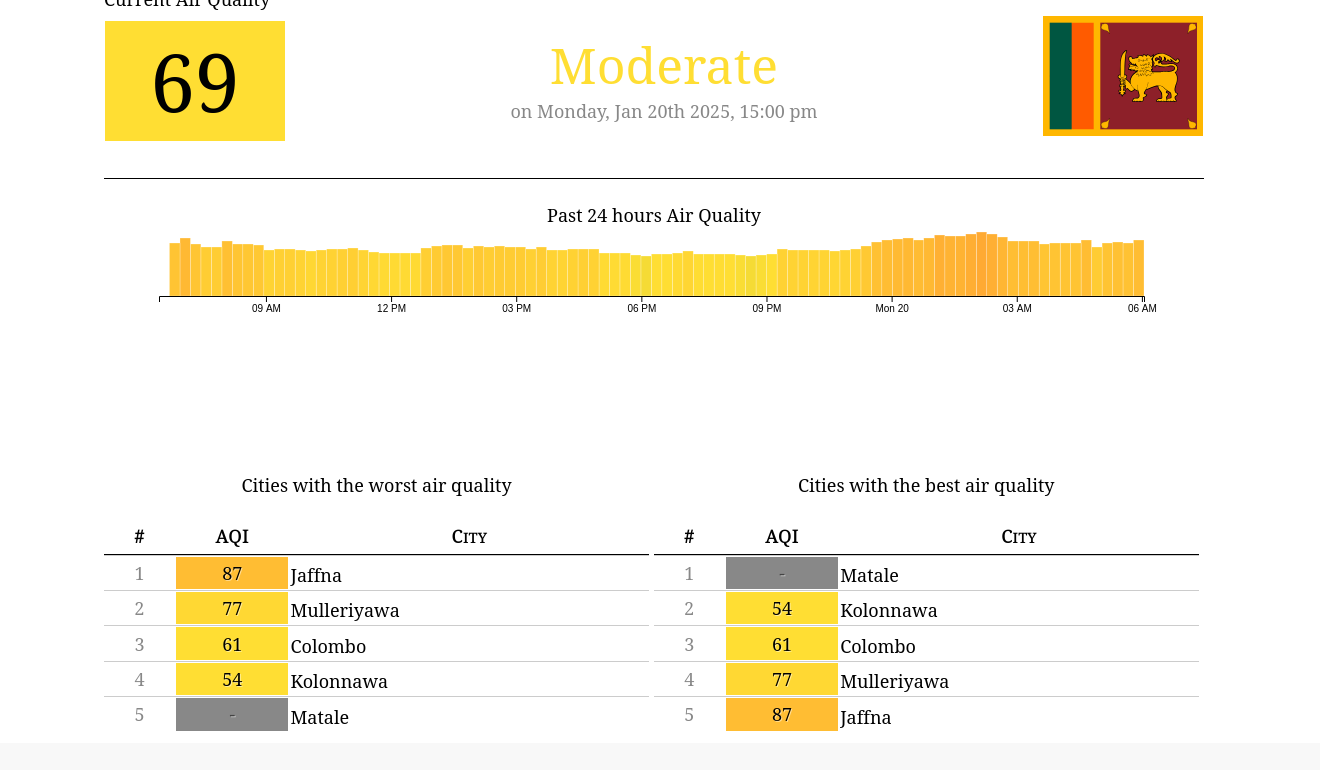 Current Air Quality
69
Moderate
on Monday, Jan 20th 2025, 15:00 pm
Past 24 hours Air Quality
09 AM 12 PM 03 PM 06 PM 09 PM Mon 20 03 AM 06 AM
Cities with the worst air quality
# AQI City
1 87 Jaffna
2 77 Mulleriyawa
3 61 Colombo
4 54 Kolonnawa
5 - Matale
Cities with the best air quality
# AQI City
1 - Matale
2 54 Kolonnawa
3 61 Colombo
4 77 Mulleriyawa
5 87 Jaffna